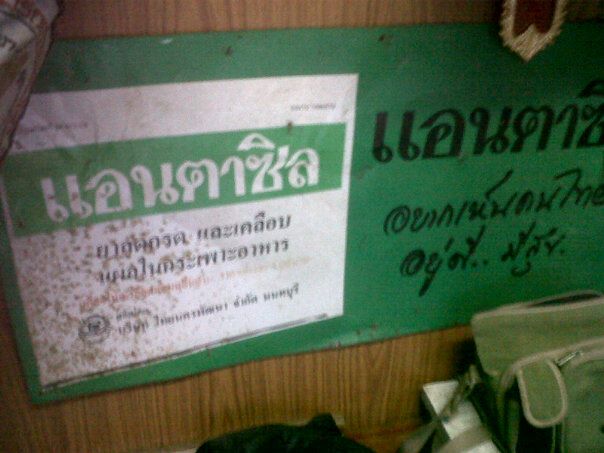 แอนตาซิล
ยาลดกรด และเคลือบ
แผลในกระเพาะอาหาร
บริษัท ไทยนครพัฒนา จำกัด นนทบุรี
แอนตาซิ
อยากเห็นคนไทย
อยู่ดี.. มีสุข.